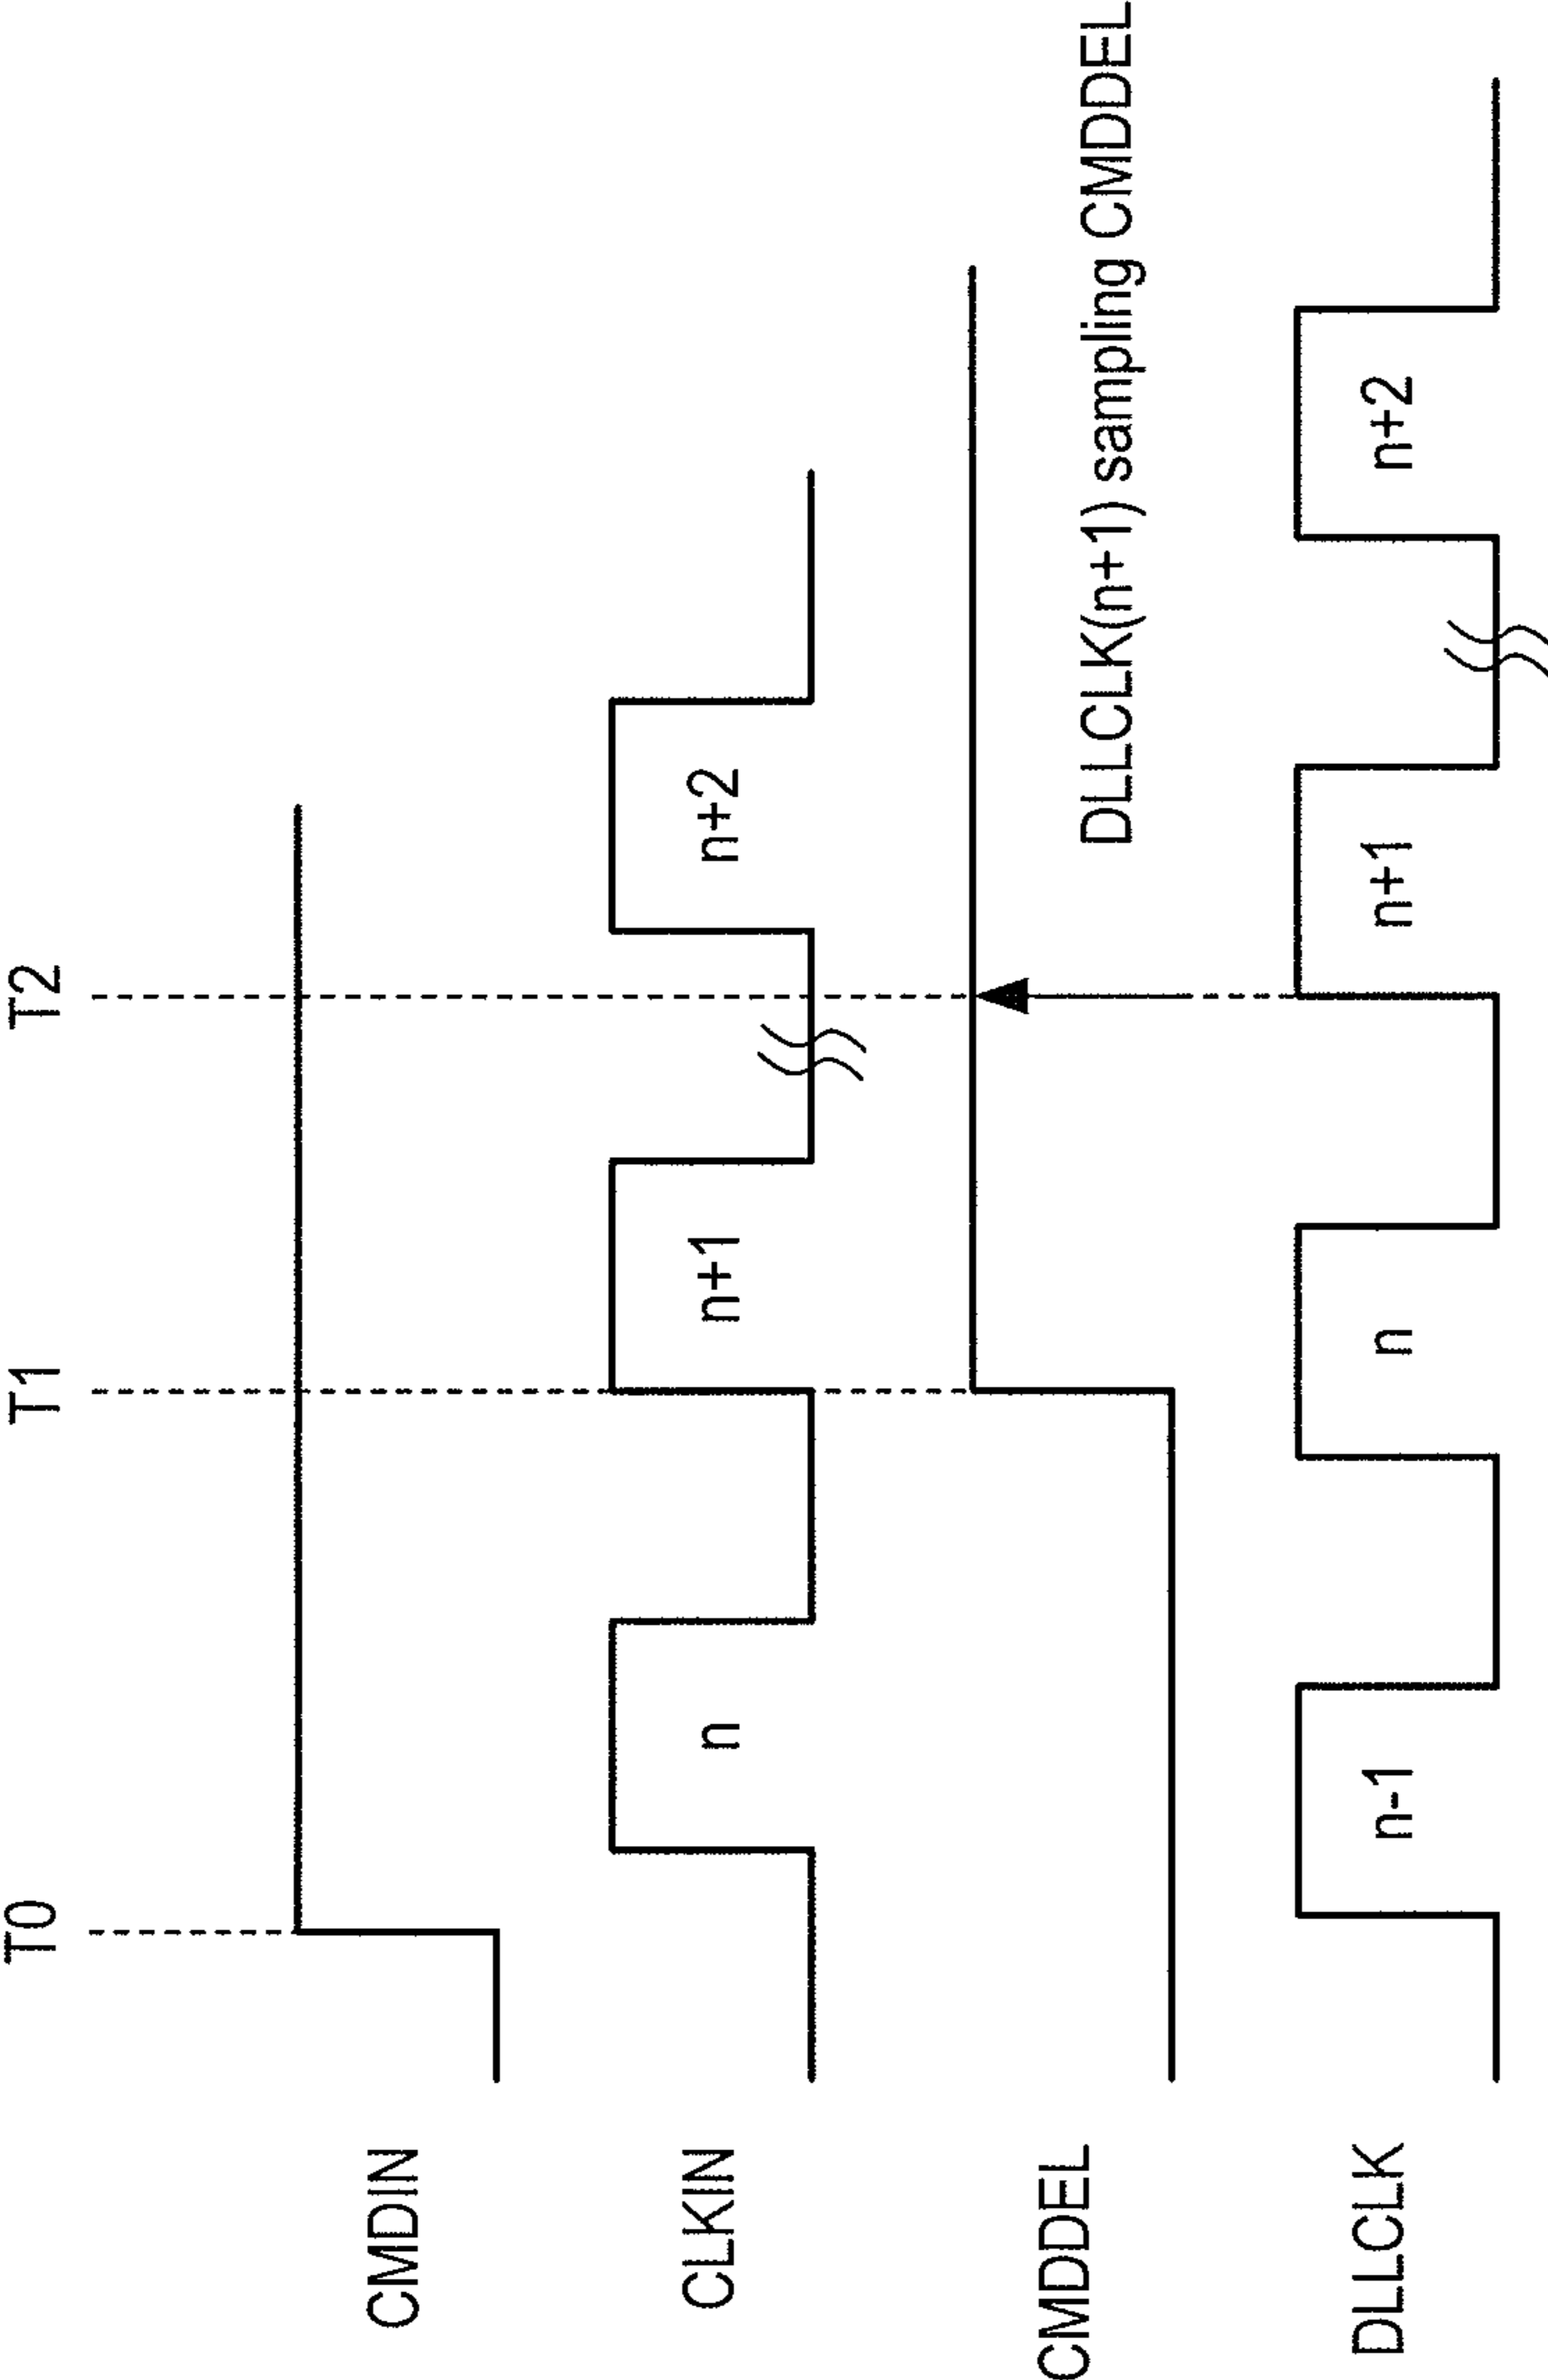 T0 T1 T2
CMDIN
CLKIN
n n+1 n+2
CMDDEL
DLLCLK(n+1) sampling CMDDEL
DLLCLK
n-1 n n+1 n+2